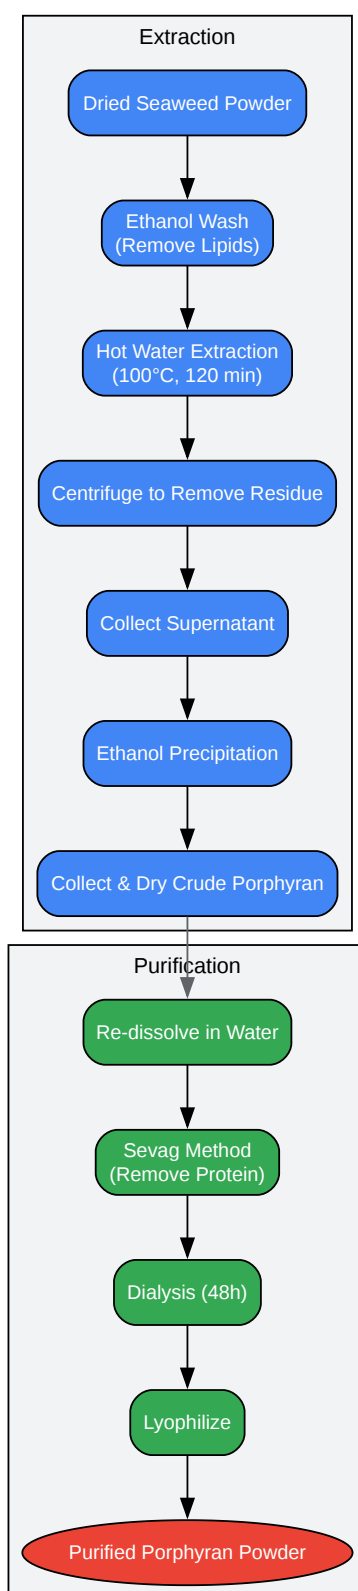 Extraction
Dried Seaweed Powder
Ethanol Wash
(Remove Lipids)
Hot Water Extraction
(100°C, 120 min)
Centrifuge to Remove Residue
Collect Supernatant
Ethanol Precipitation
Collect & Dry Crude Porphyran
Purification
Re-dissolve in Water
Sevag Method
(Remove Protein)
Dialysis (48h)
Lyophilize
Purified Porphyran Powder